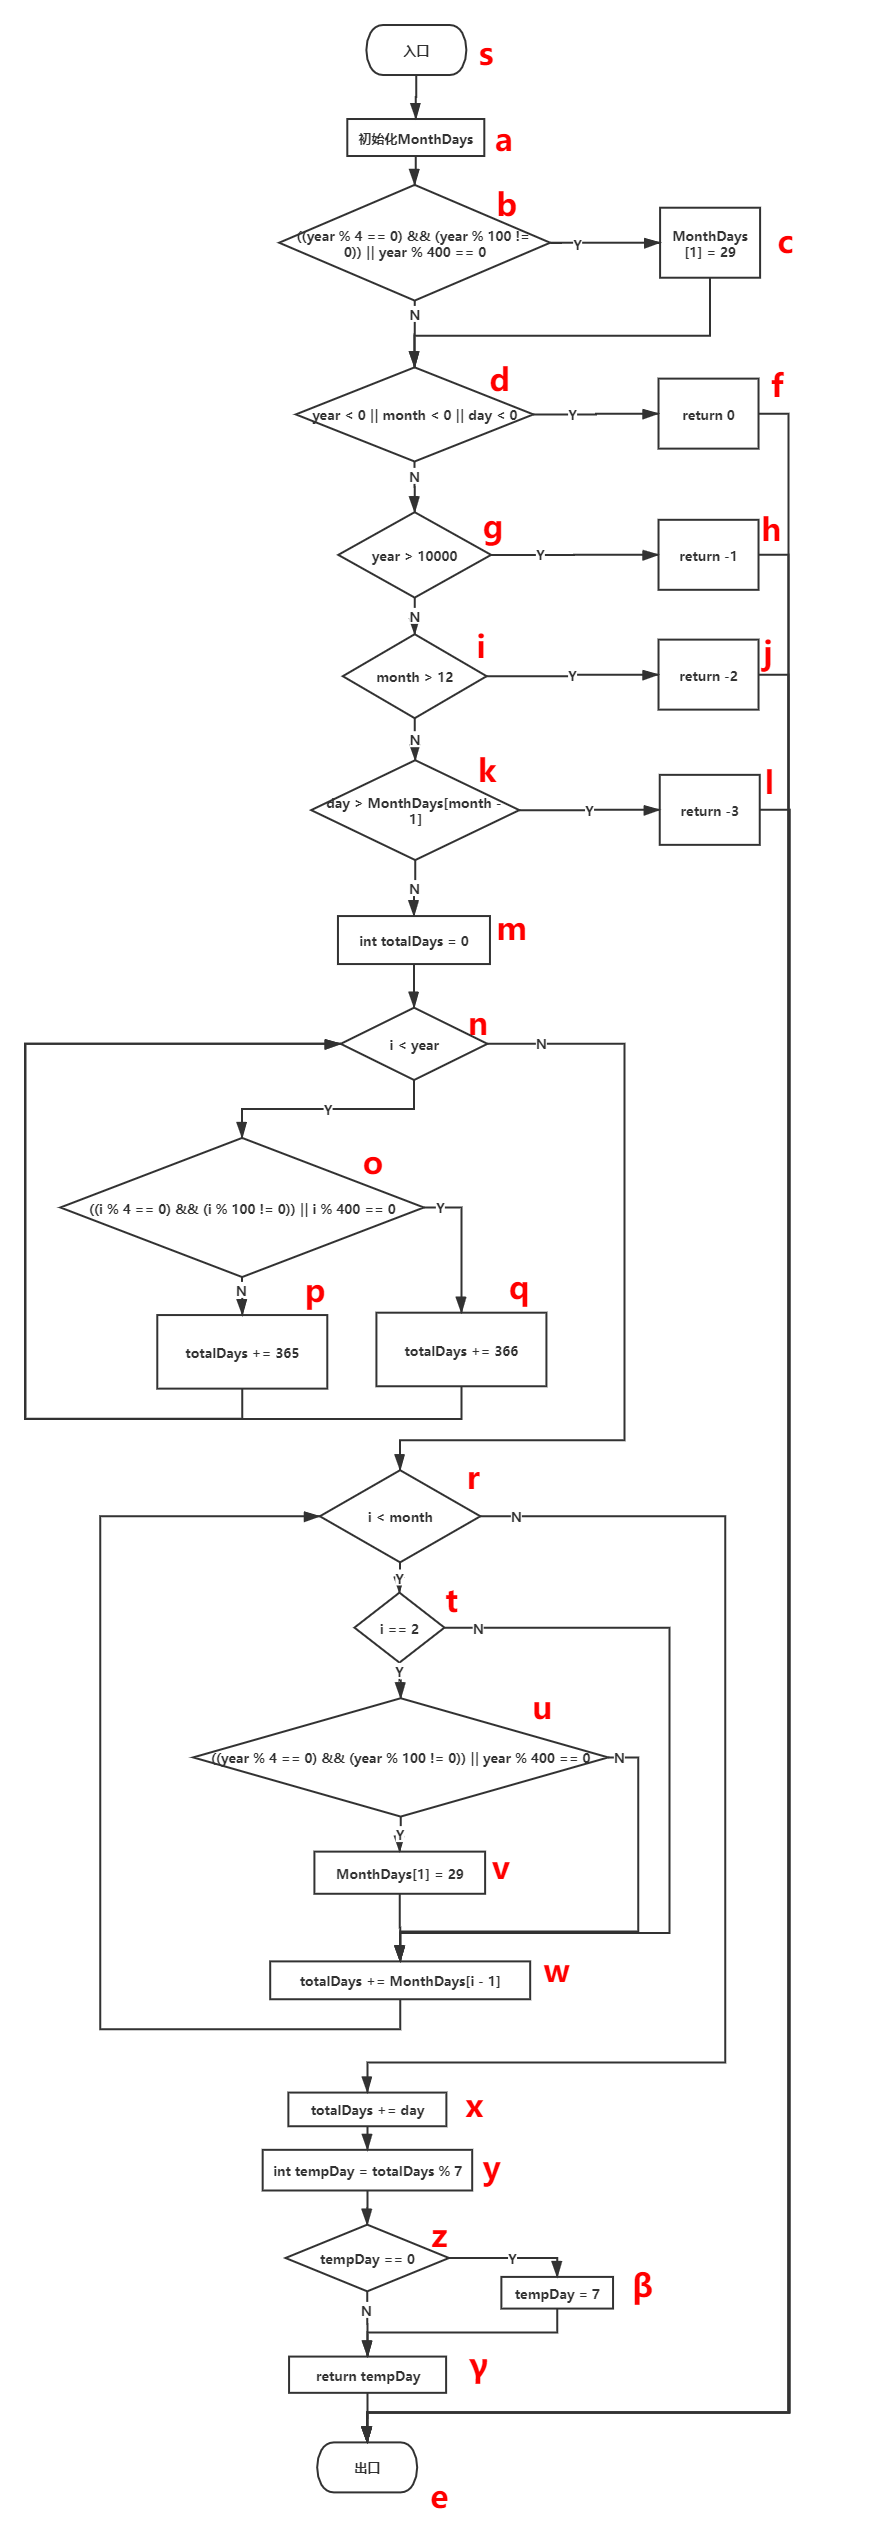 入口
s
初始化MonthDays
a
b
((year % 4 == 0) && (year % 100 !=
0)) || year % 400 == 0
Y
MonthDays
[1] = 29
c
N
d
year < 0 || month < 0 || day < 0
Y
return 0
f
N
g
year > 10000
Y
return -1
h
N
i
month > 12
Y
return -2
j
N
k
day > MonthDays[month -
1]
Y
return -3
l
N
int totalDays = 0
m
n
i < year
N
Y
o
((i % 4 == 0) && (i % 100 != 0)) || i % 400 == 0
Y
N
p
q
totalDays += 365
totalDays += 366
r
i < month
N
Y
t
i == 2
N
Y
u
((year % 4 == 0) && (year % 100 != 0)) || year % 400 == 0
N
Y
MonthDays[1] = 29
v
totalDays += MonthDays[i - 1]
w
totalDays += day
x
int tempDay = totalDays % 7
y
z
tempDay == 0
Y
tempDay = 7
β
N
return tempDay
γ
出口
e